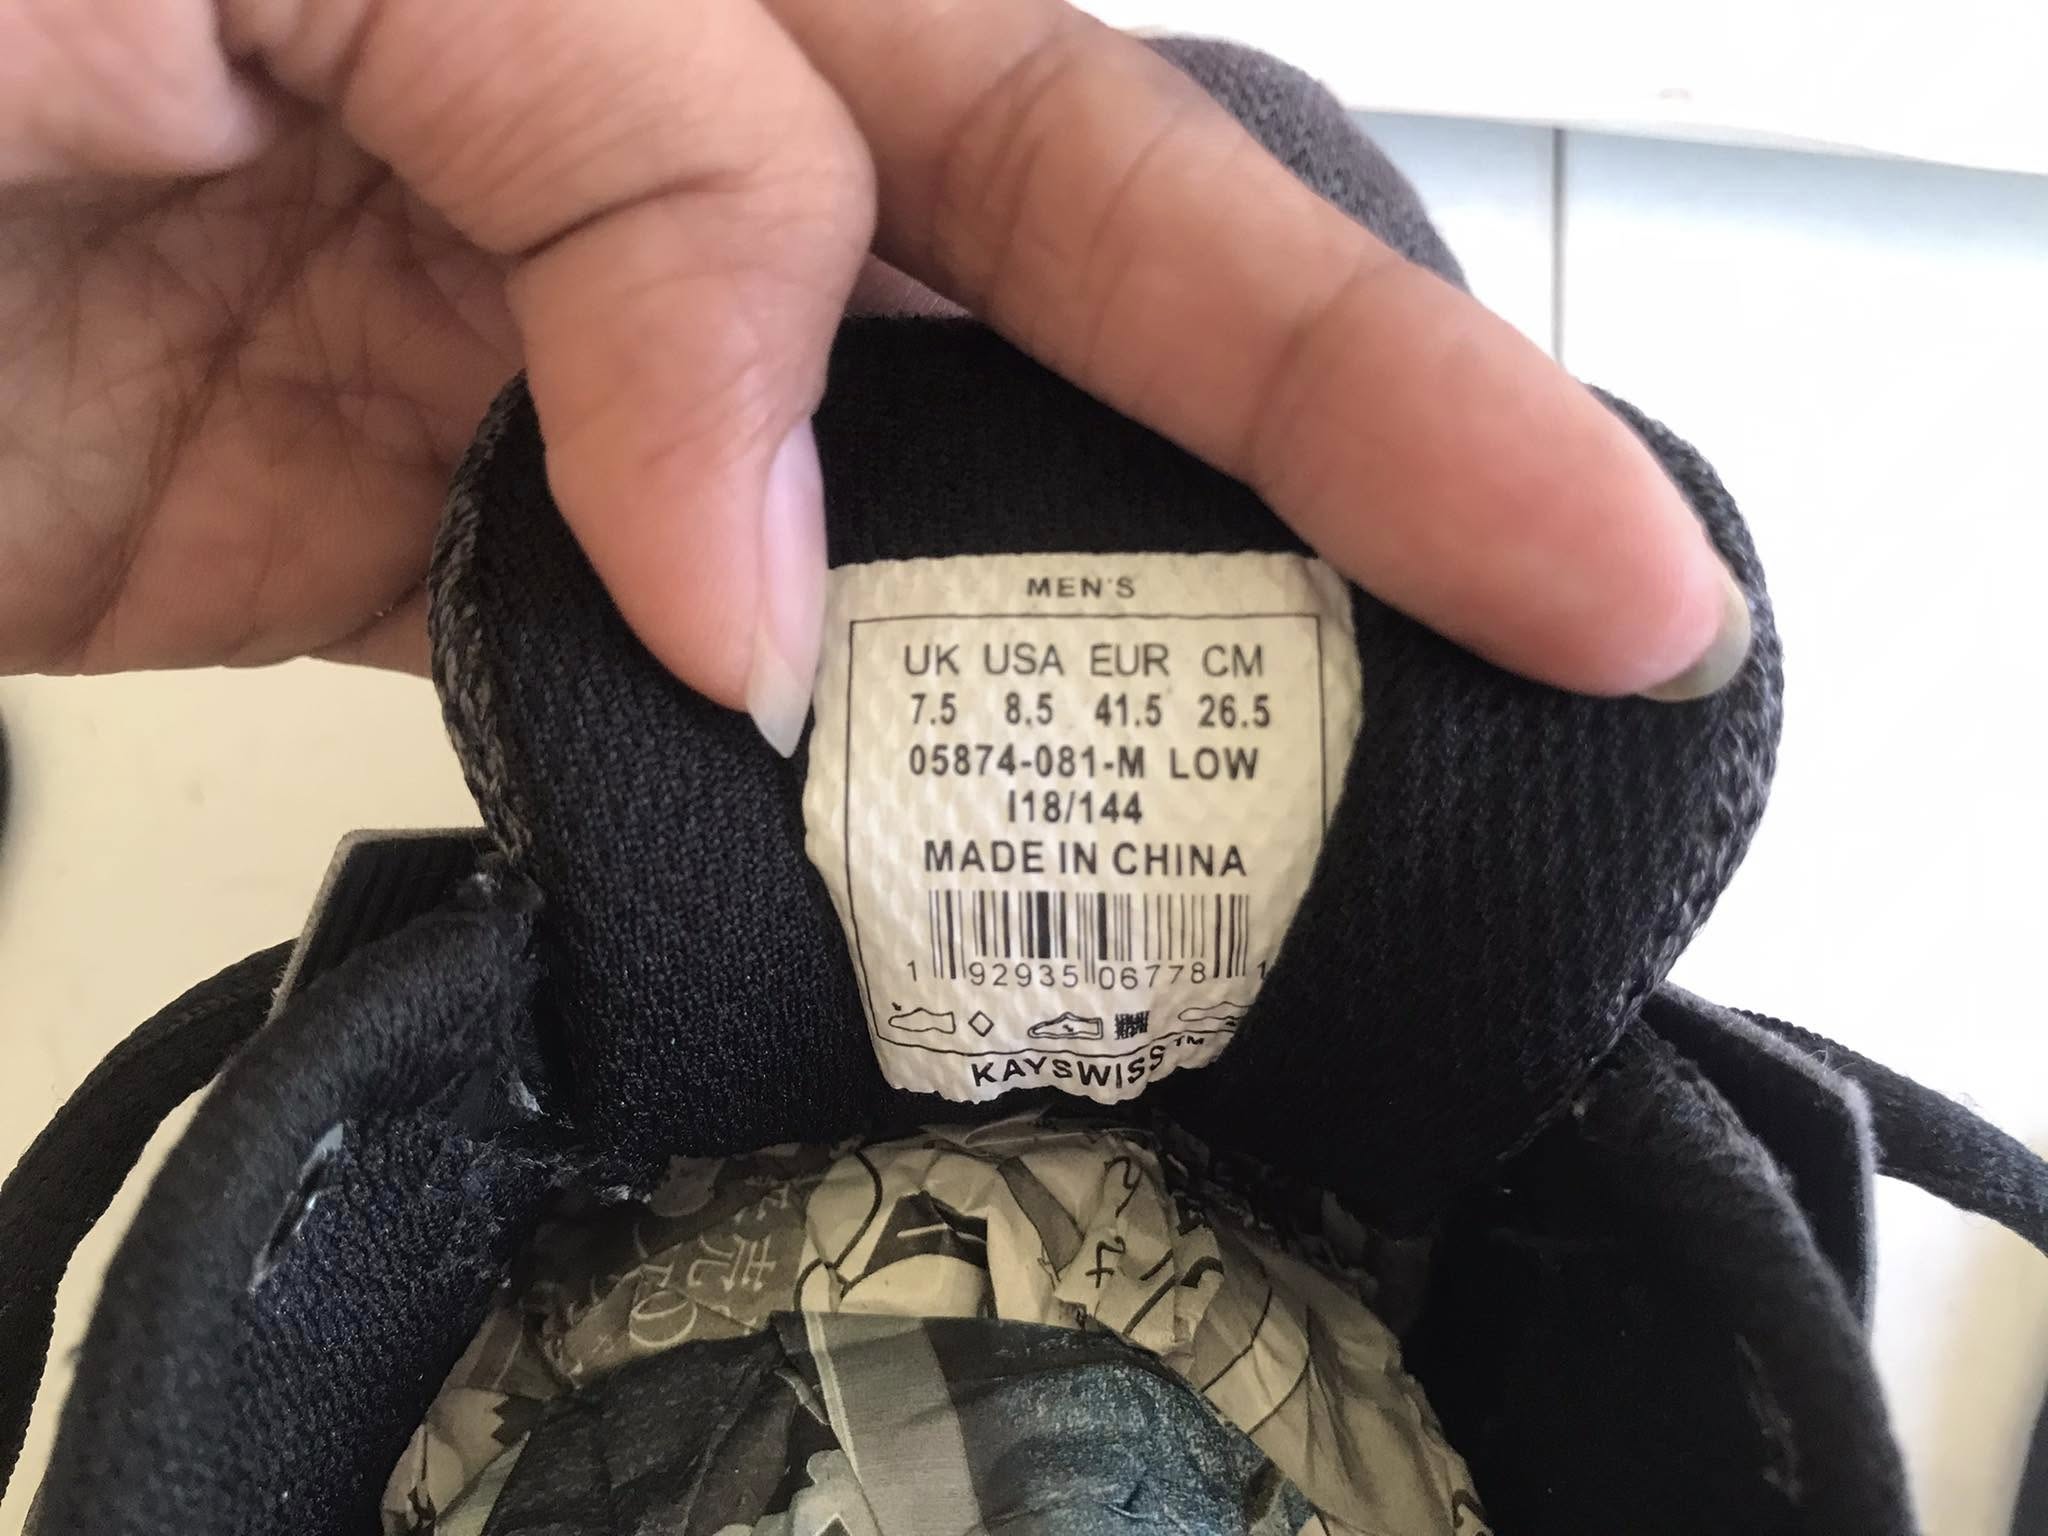 MEN'S
UK USA EUR CM
7.5 8.5 41.5 26.5
05874-081-M LOW
I18/144
MADE IN CHINA
1 92935 06778 1
KAYSWISS™